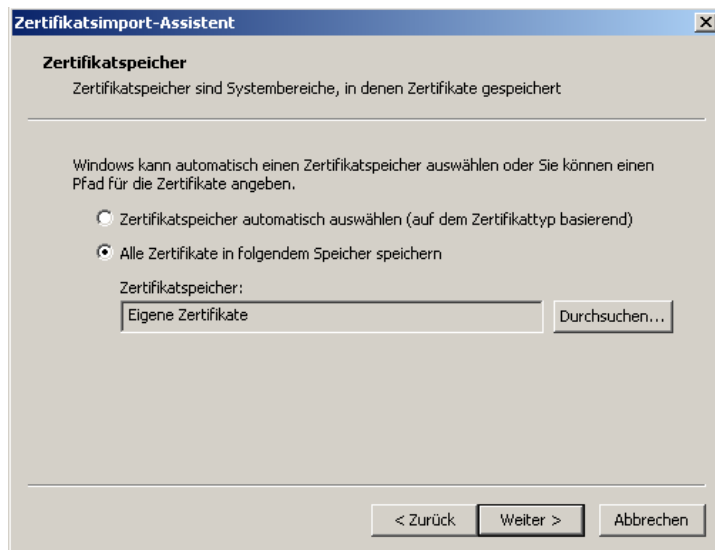 Zertifikatsimport-Assistent
Zertifikatspeicher
Zertifikatspeicher sind Systembereiche, in denen Zertifikate gespeichert
Windows kann automatisch einen Zertifikatspeicher auswählen oder Sie können einen
Pfad für die Zertifikate angeben.
Zertifikatspeicher automatisch auswählen (auf dem Zertifikattyp basierend)
Alle Zertifikate in folgendem Speicher speichern
Zertifikatspeicher:
Eigene Zertifikate
Durchsuchen...
< Zurück
Weiter >
Abbrechen